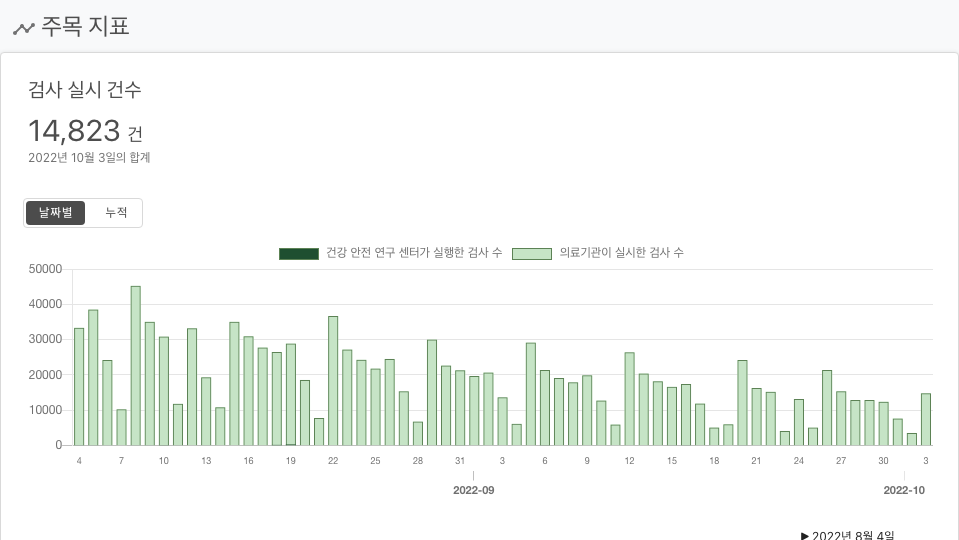 주목 지표
검사 실시 건수
14,823 건
2022년 10월 3일의 합계
날짜별 누적
건강 안전 연구 센터가 실행한 검사 수 의료기관이 실시한 검사 수
50000
40000
30000
20000
10000
0
4 7 10 13 16 19 22 25 28 31 3 6 9 12 15 18 21 24 27 30 3
2022-09 2022-10
▶ 2022년 8월 4일